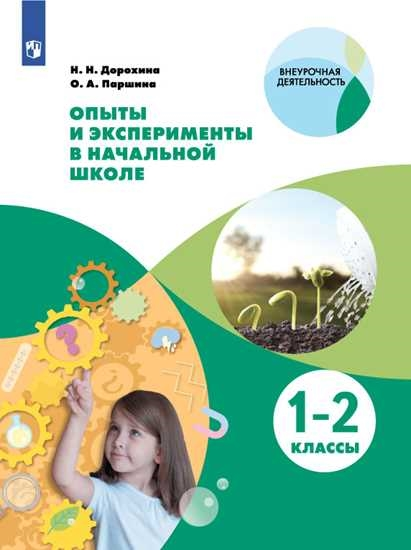 Н. Н. Дорохина
О. А. Паршина
ОПЫТЫ
И ЭКСПЕРИМЕНТЫ
В НАЧАЛЬНОЙ
ШКОЛЕ
ВНЕУРОЧНАЯ
ДЕЯТЕЛЬНОСТЬ
1–2
КЛАССЫ